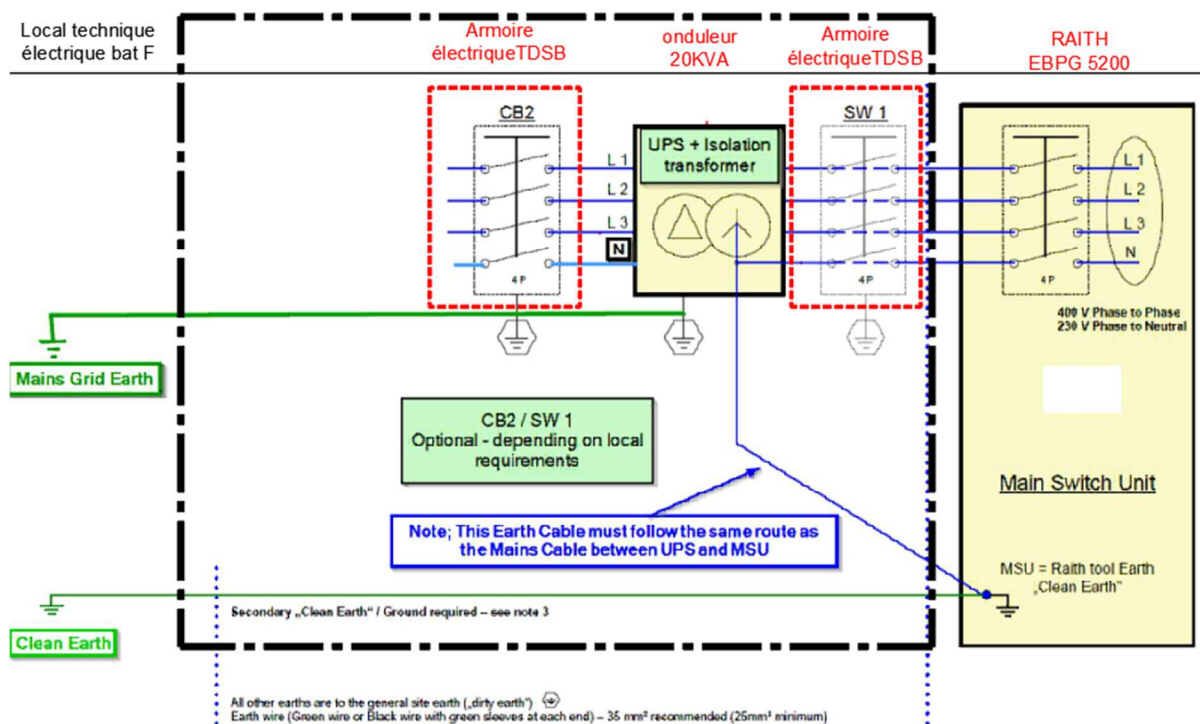 Local technique
électrique bat F
Armoire
électriqueTDSB
onduleur
20KVA
Armoire
électriqueTDSB
RAITH
EBPG 5200
CB2
SW 1
UPS + Isolation
transformer
L 1
L 2
L 3
N
L 1
L 2
L 3
N
4P
4P
4P
400 V Phase to Phase
230 V Phase to Neutral
Mains Grid Earth
CB2 / SW 1
Optional - depending on local
requirements
Main Switch Unit
Note; This Earth Cable must follow the same route as
the Mains Cable between UPS and MSU
MSU = Raith tool Earth
„Clean Earth"
Secondary „Clean Earth" / Ground required – see note 3
Clean Earth
All other earths are to the general site earth („dirty earth")
Earth wire (Green wire or Black wire with green sleeves at each end) – 35 mm² recommended (25mm² minimum)